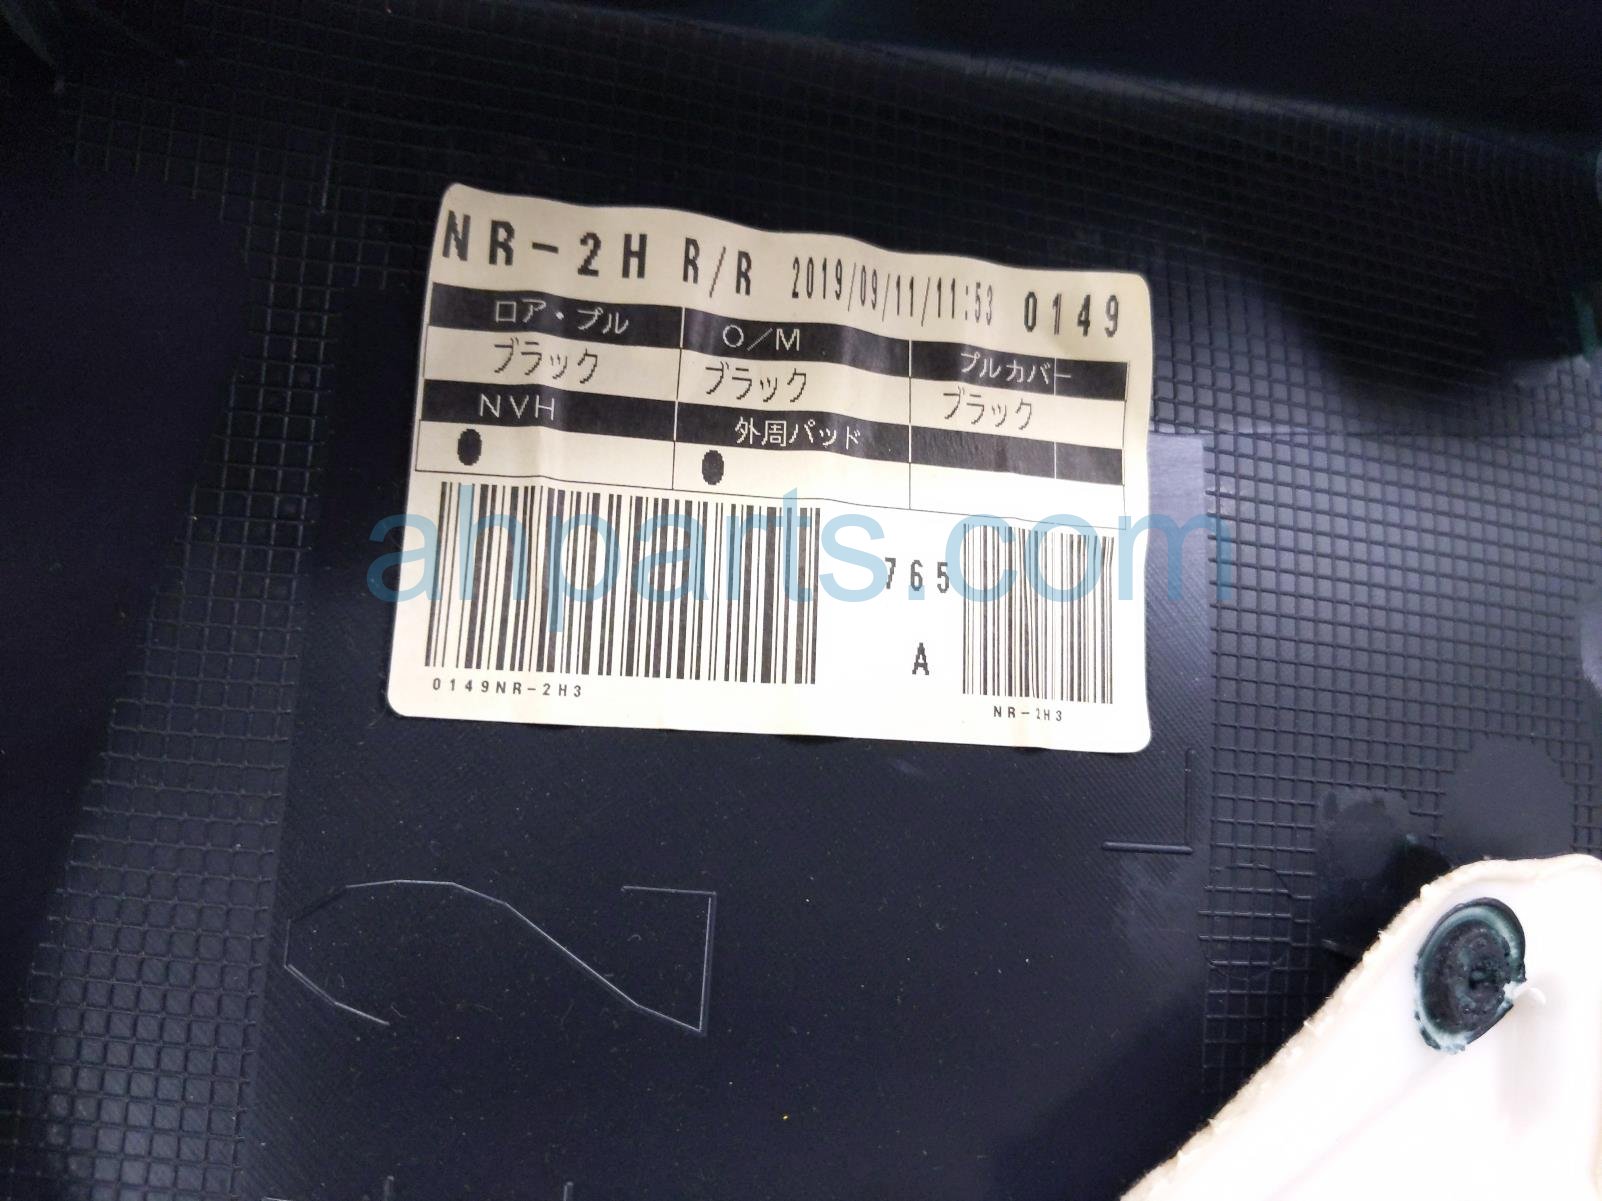 NR-2H R/R 2019/09/11/11:53 0149
ロア・プル O/M プルカバー
ブラック ブラック ブラック
NVH 外周パッド
● ●
ahparts.com
765
A
0149NR-2H3 NR-2H3